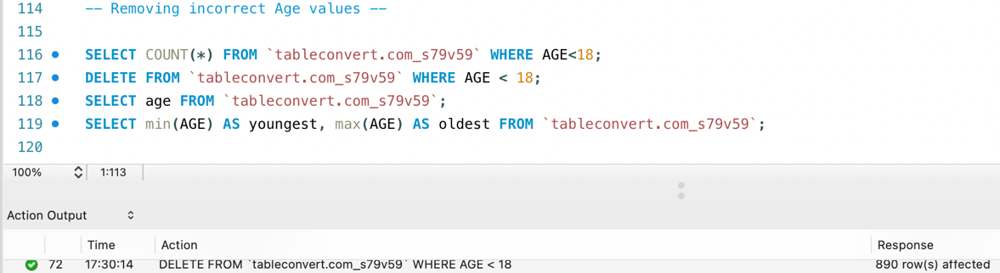 114 -- Removing incorrect Age values --
115
116 SELECT COUNT(*) FROM `tableconvert.com_s79v59` WHERE AGE<18;
117 DELETE FROM `tableconvert.com_s79v59` WHERE AGE < 18;
118 SELECT age FROM `tableconvert.com_s79v59`;
119 SELECT min(AGE) AS youngest, max(AGE) AS oldest FROM `tableconvert.com_s79v59`;
120
100% 1:113
Action Output
Time Action Response
72 17:30:14 DELETE FROM `tableconvert.com_s79v59` WHERE AGE < 18 890 row(s) affected